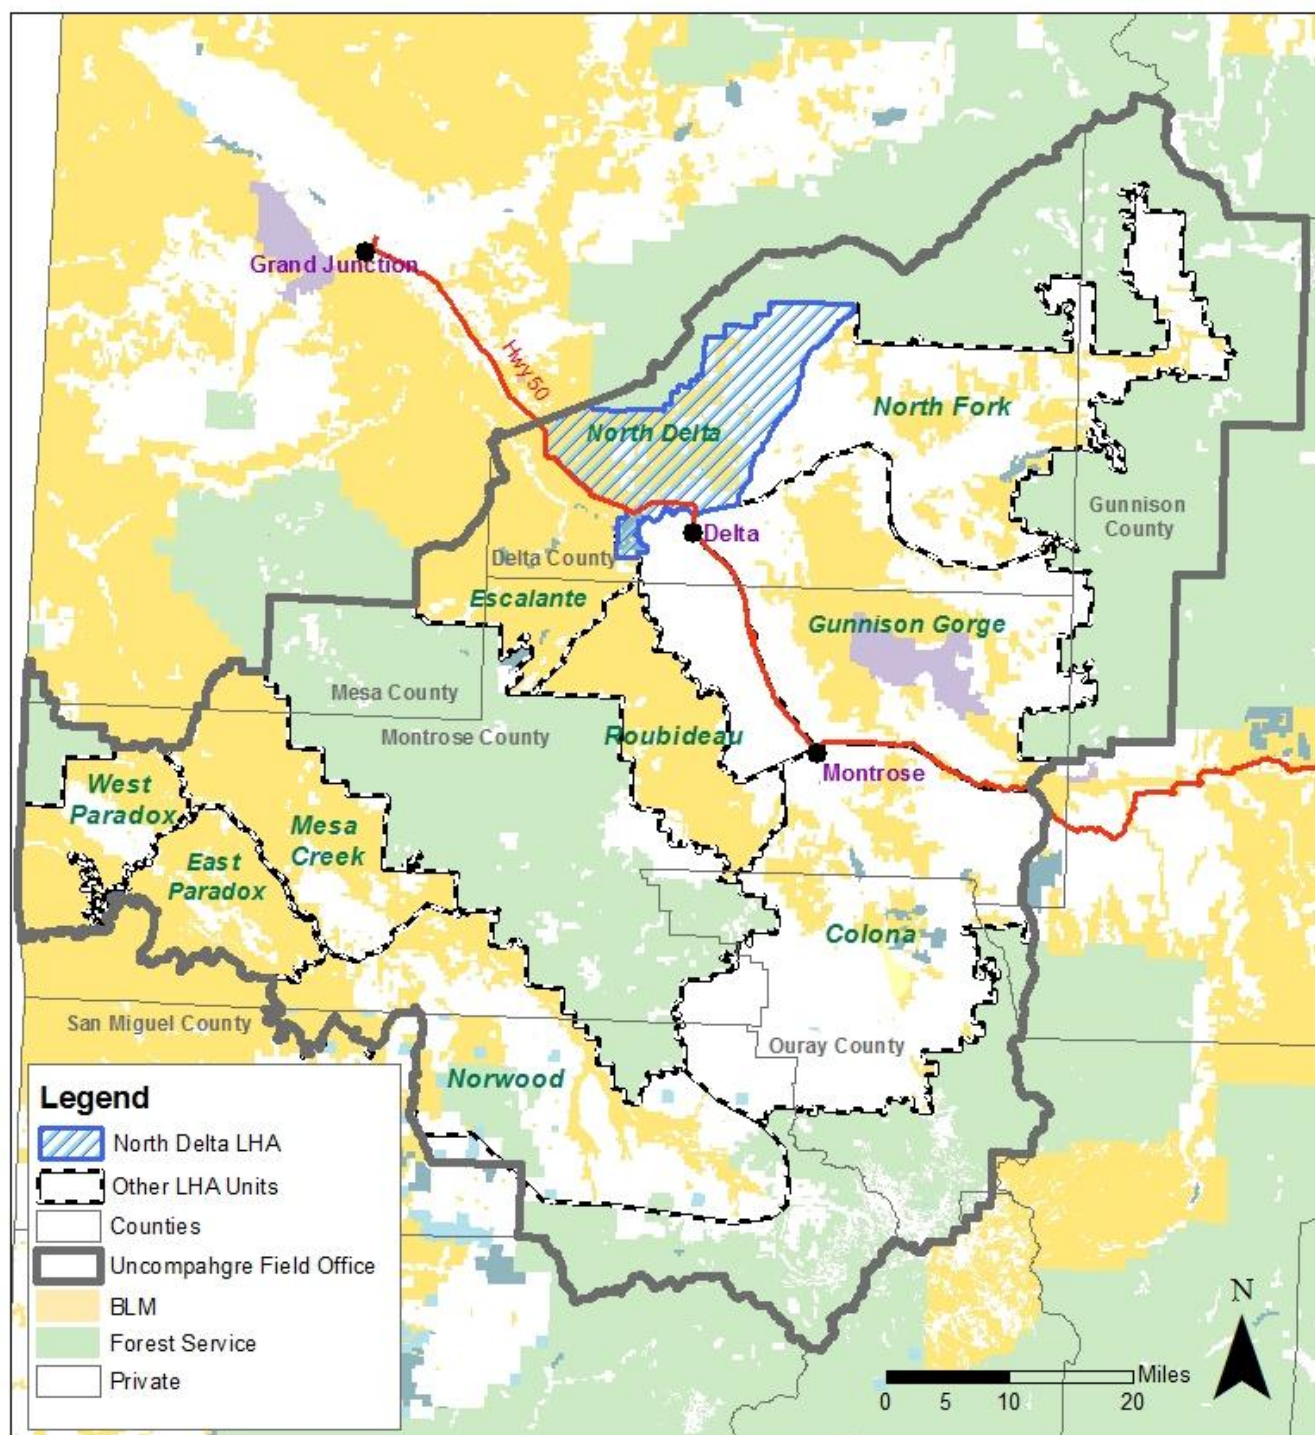 Grand Junction
Hwy 50
North Delta
North Fork
Gunnison
County
Delta
Delta County
Escalante
Gunnison Gorge
Mesa County
Montrose County
Roubideau
Montrose
West
Paradox
Mesa
Creek
East
Paradox
Colona
San Miguel County
Ouray County
Norwood
Legend
North Delta LHA
Other LHA Units
Counties
Uncompahgre Field Office
BLM
Forest Service
Private
N
Miles
0 5 10 20